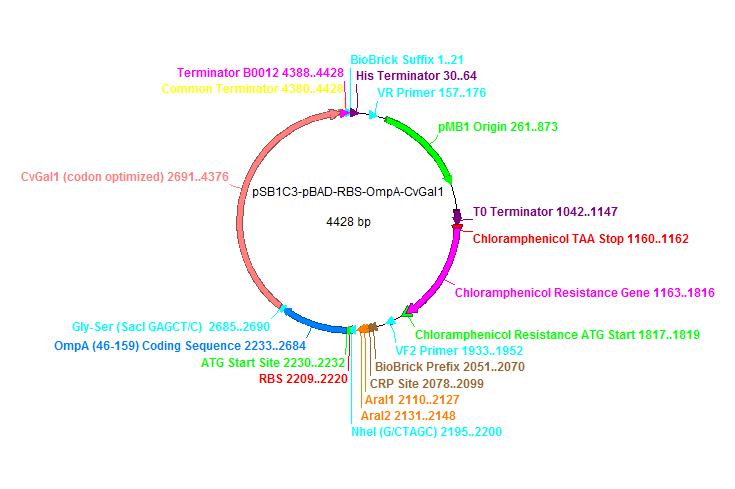 BioBrick Suffix 1..21
Terminator B0012 4388..4428
His Terminator 30..64
Common Terminator 4380..4428
VR Primer 157..176
pMB1 Origin 261..873
CvGal1 (codon optimized) 2691..4376
pSB1C3-pBAD-RBS-OmpA-CvGal1
4428 bp
T0 Terminator 1042..1147
Chloramphenicol TAA Stop 1160..1162
Chloramphenicol Resistance Gene 1163..1816
Gly-Ser (SacI GAGCT/C) 2685..2690
Chloramphenicol Resistance ATG Start 1817..1819
OmpA (46-159) Coding Sequence 2233..2684
VF2 Primer 1933..1952
ATG Start Site 2230..2232
BioBrick Prefix 2051..2070
RBS 2209..2220
CRP Site 2078..2099
AraI1 2110..2127
AraI2 2131..2148
NheI (G/CTAGC) 2195..2200